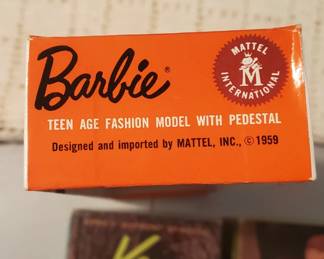 Barbie®
MATTEL
M
INTERNATIONAL
TEEN AGE FASHION MODEL WITH PEDESTAL
Designed and imported by MATTEL, INC., © 1959